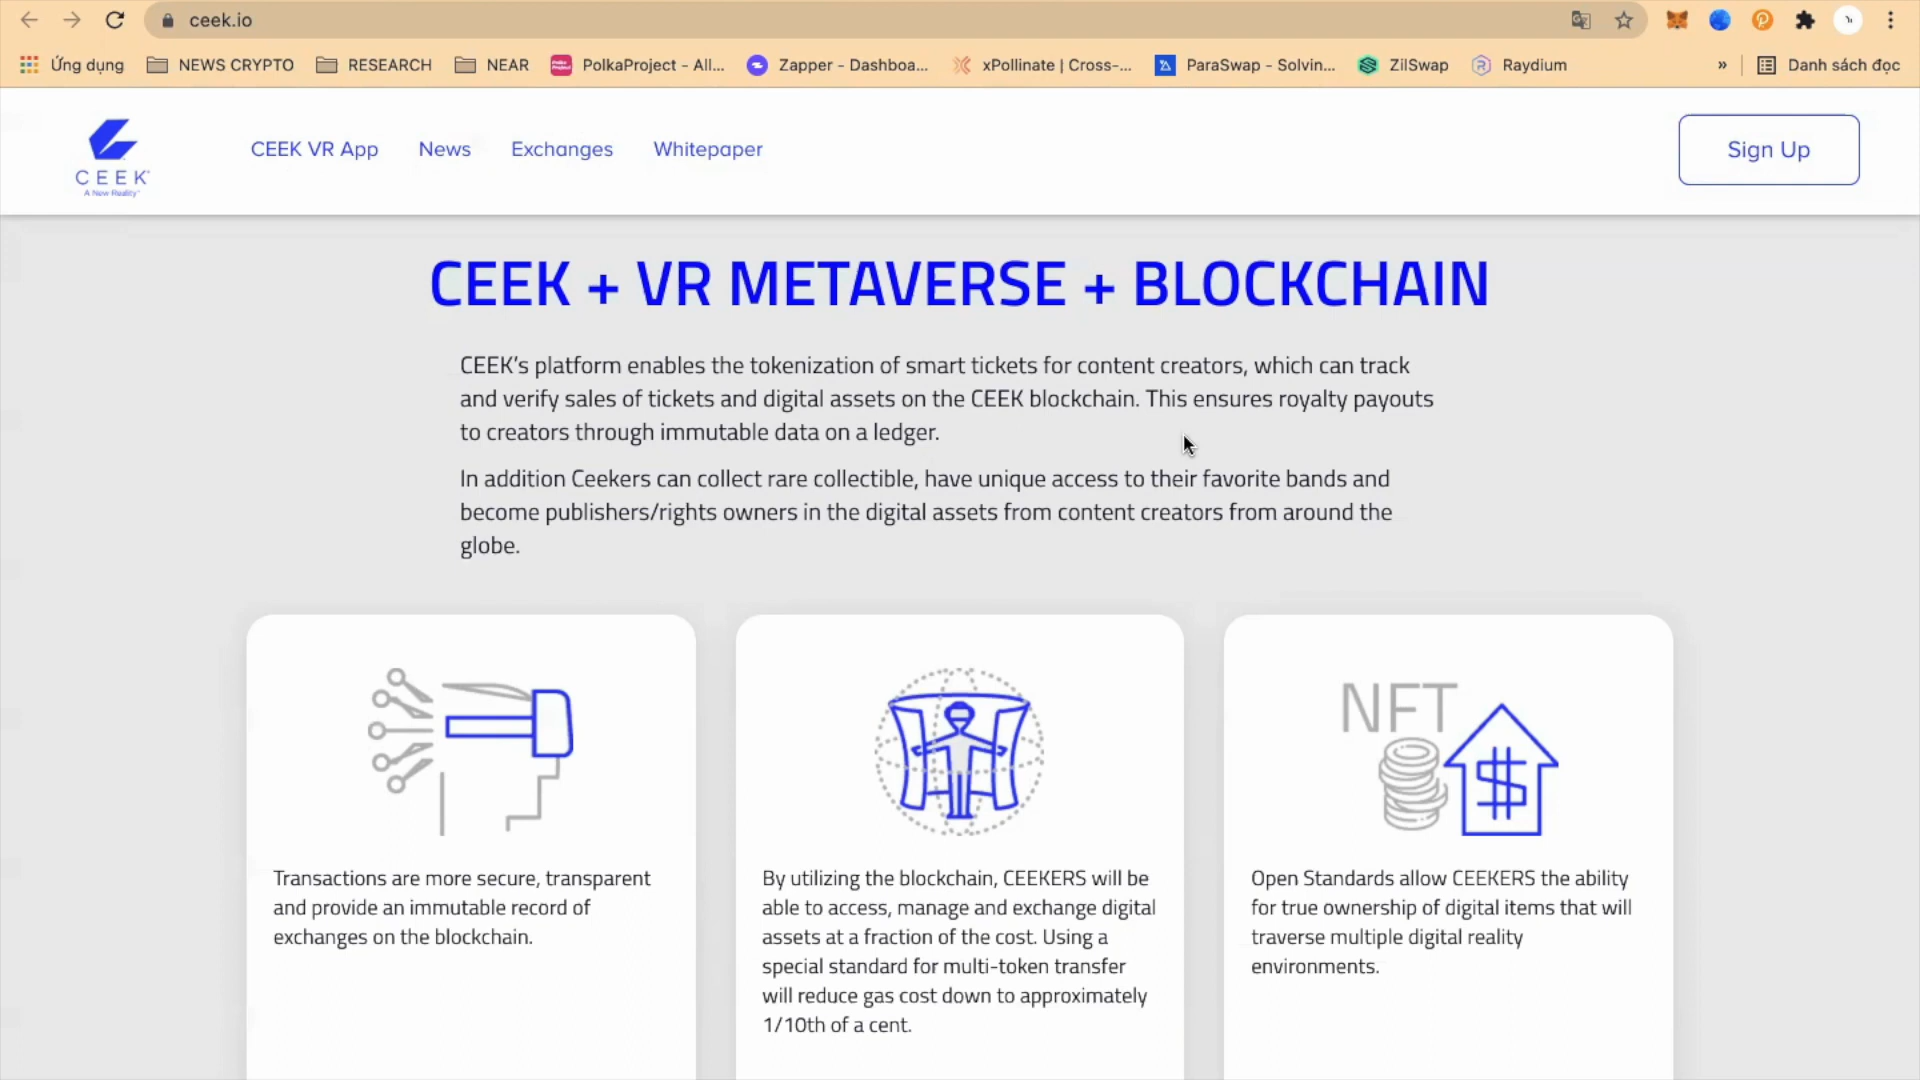 ceek.io
Ứng dụng NEWS CRYPTO RESEARCH NEAR PolkaProject - All... Zapper - Dashboa... xPollinate | Cross-... ParaSwap - Solvin... ZilSwap Raydium » Danh sách đọc
CEEK
A New Reality
CEEK VR App News Exchanges Whitepaper
Sign Up
CEEK + VR METAVERSE + BLOCKCHAIN
CEEK's platform enables the tokenization of smart tickets for content creators, which can track
and verify sales of tickets and digital assets on the CEEK blockchain. This ensures royalty payouts
to creators through immutable data on a ledger.
In addition Ceekers can collect rare collectible, have unique access to their favorite bands and
become publishers/rights owners in the digital assets from content creators from around the
globe.
Transactions are more secure, transparent
and provide an immutable record of
exchanges on the blockchain.
By utilizing the blockchain, CEEKERS will be
able to access, manage and exchange digital
assets at a fraction of the cost. Using a
special standard for multi-token transfer
will reduce gas cost down to approximately
1/10th of a cent.
NFT
Open Standards allow CEEKERS the ability
for true ownership of digital items that will
traverse multiple digital reality
environments.